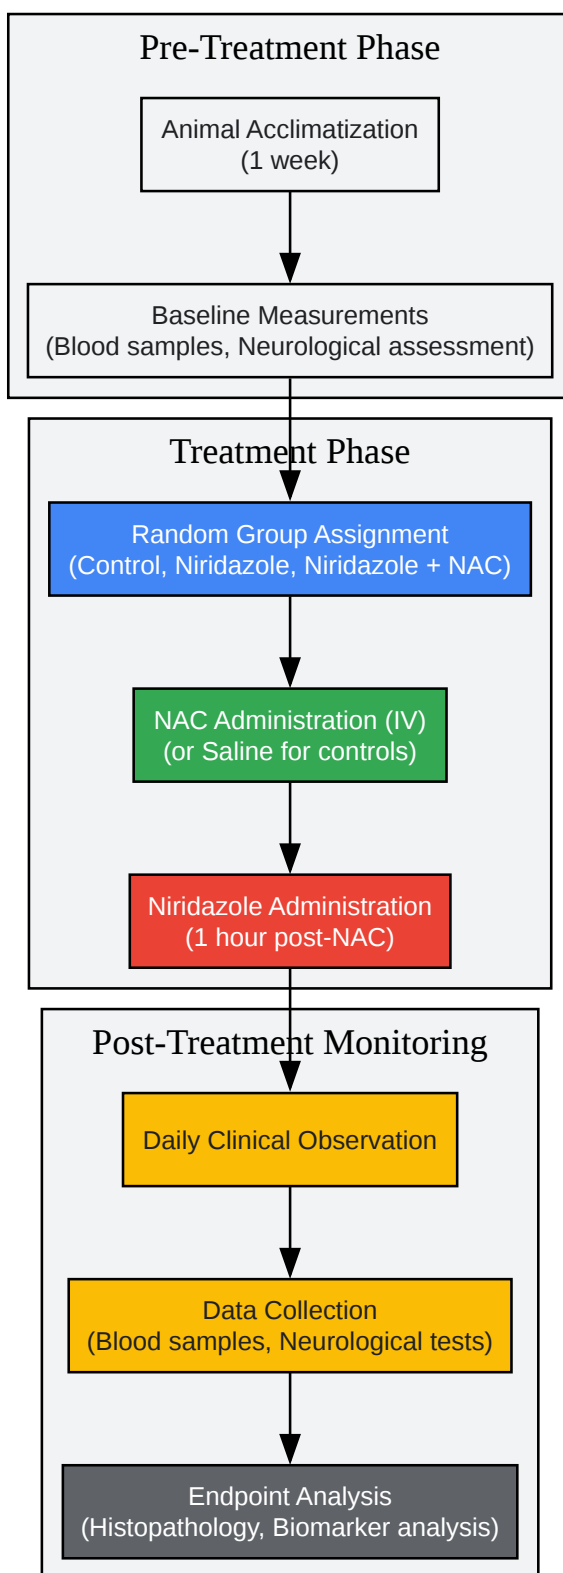 Pre-Treatment Phase
Animal Acclimatization
(1 week)
Baseline Measurements
(Blood samples, Neurological assessment)
Treatment Phase
Random Group Assignment
(Control, Niridazole, Niridazole + NAC)
NAC Administration (IV)
(or Saline for controls)
Niridazole Administration
(1 hour post-NAC)
Post-Treatment Monitoring
Daily Clinical Observation
Data Collection
(Blood samples, Neurological tests)
Endpoint Analysis
(Histopathology, Biomarker analysis)